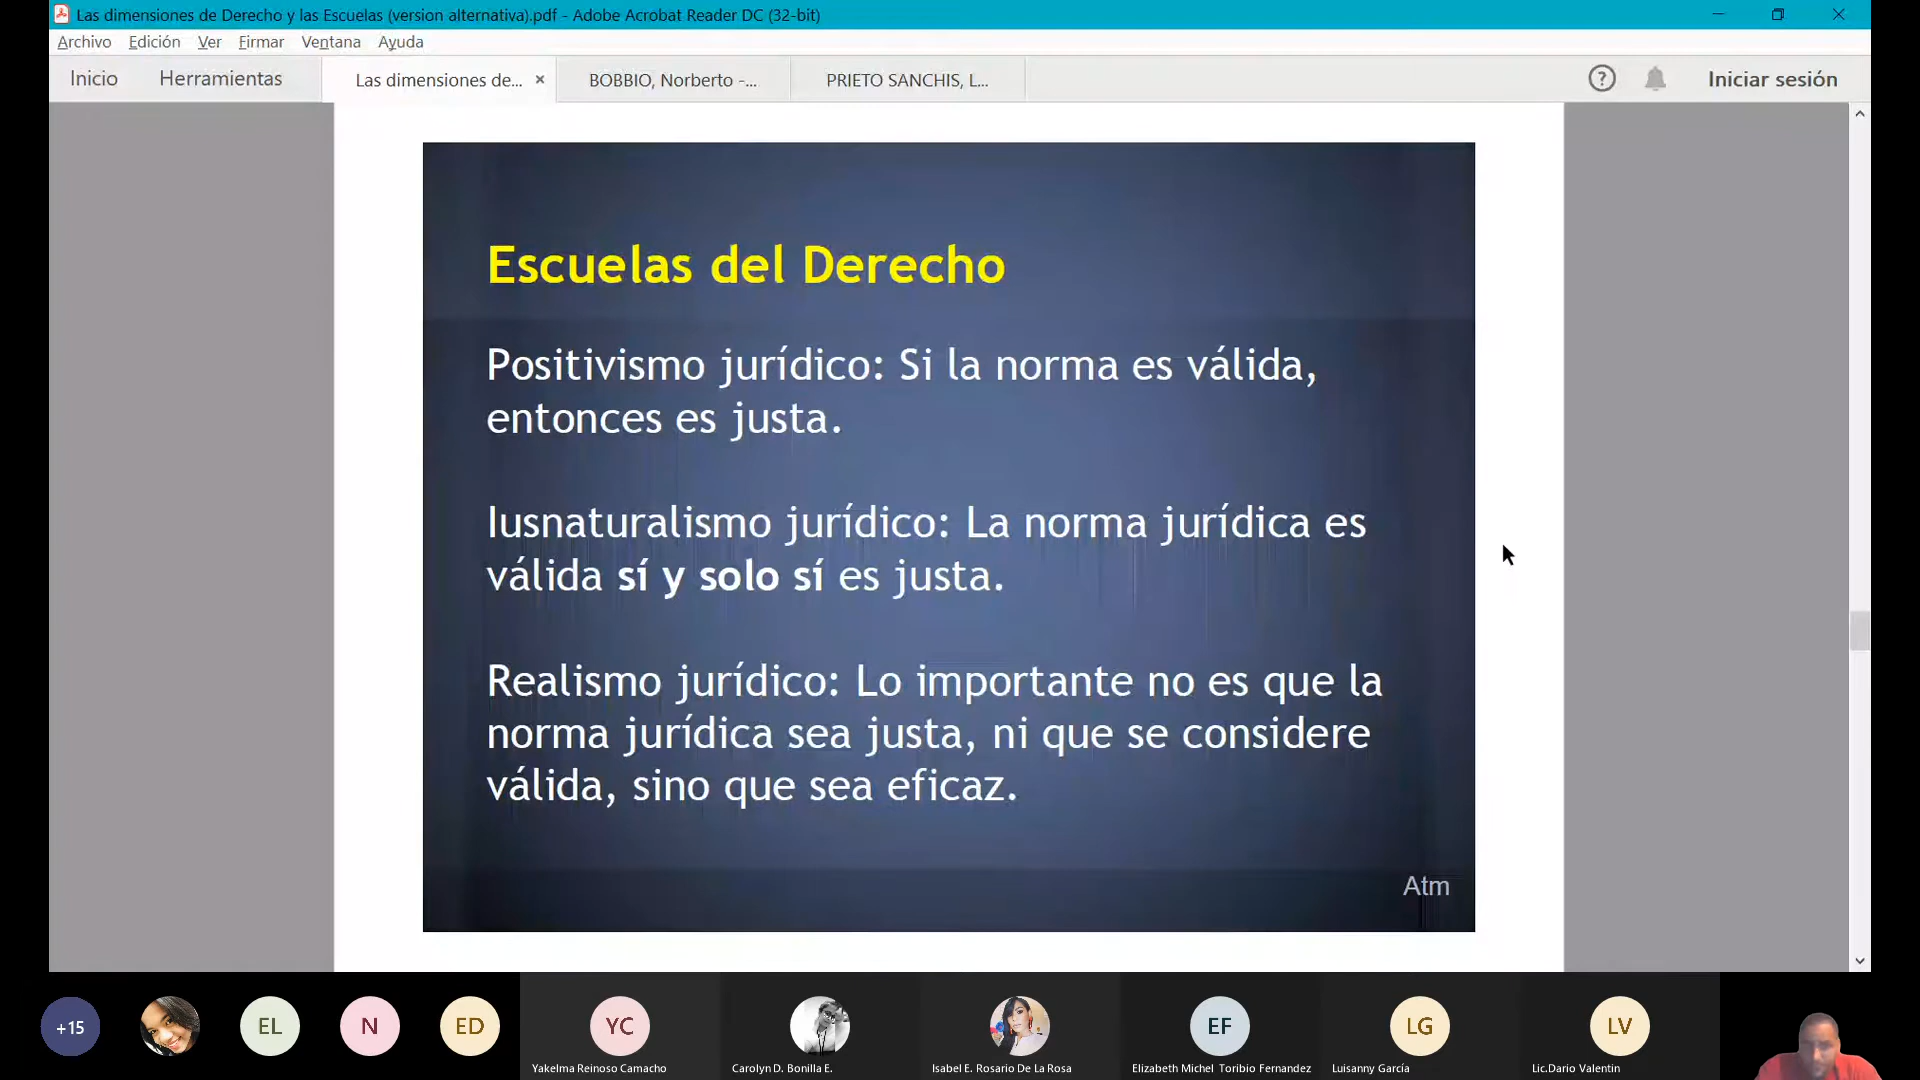 Las dimensiones de Derecho y las Escuelas (version alternativa).pdf - Adobe Acrobat Reader DC (32-bit)
Archivo Edición Ver Firmar Ventana Ayuda
Inicio Herramientas Las dimensiones de... × BOBBIO, Norberto -... PRIETO SANCHIS, L... ? Iniciar sesión
Escuelas del Derecho
Positivismo jurídico: Si la norma es válida,
entonces es justa.
Iusnaturalismo jurídico: La norma jurídica es
válida sí y solo sí es justa.
Realismo jurídico: Lo importante no es que la
norma jurídica sea justa, ni que se considere
válida, sino que sea eficaz.
Atm
+15 EL N ED YC EF LG LV
Yakelma Reinoso Camacho Carolyn D. Bonilla E. Isabel E. Rosario De La Rosa Elizabeth Michel Toribio Fernandez Luisanny García Lic.Dario Valentin